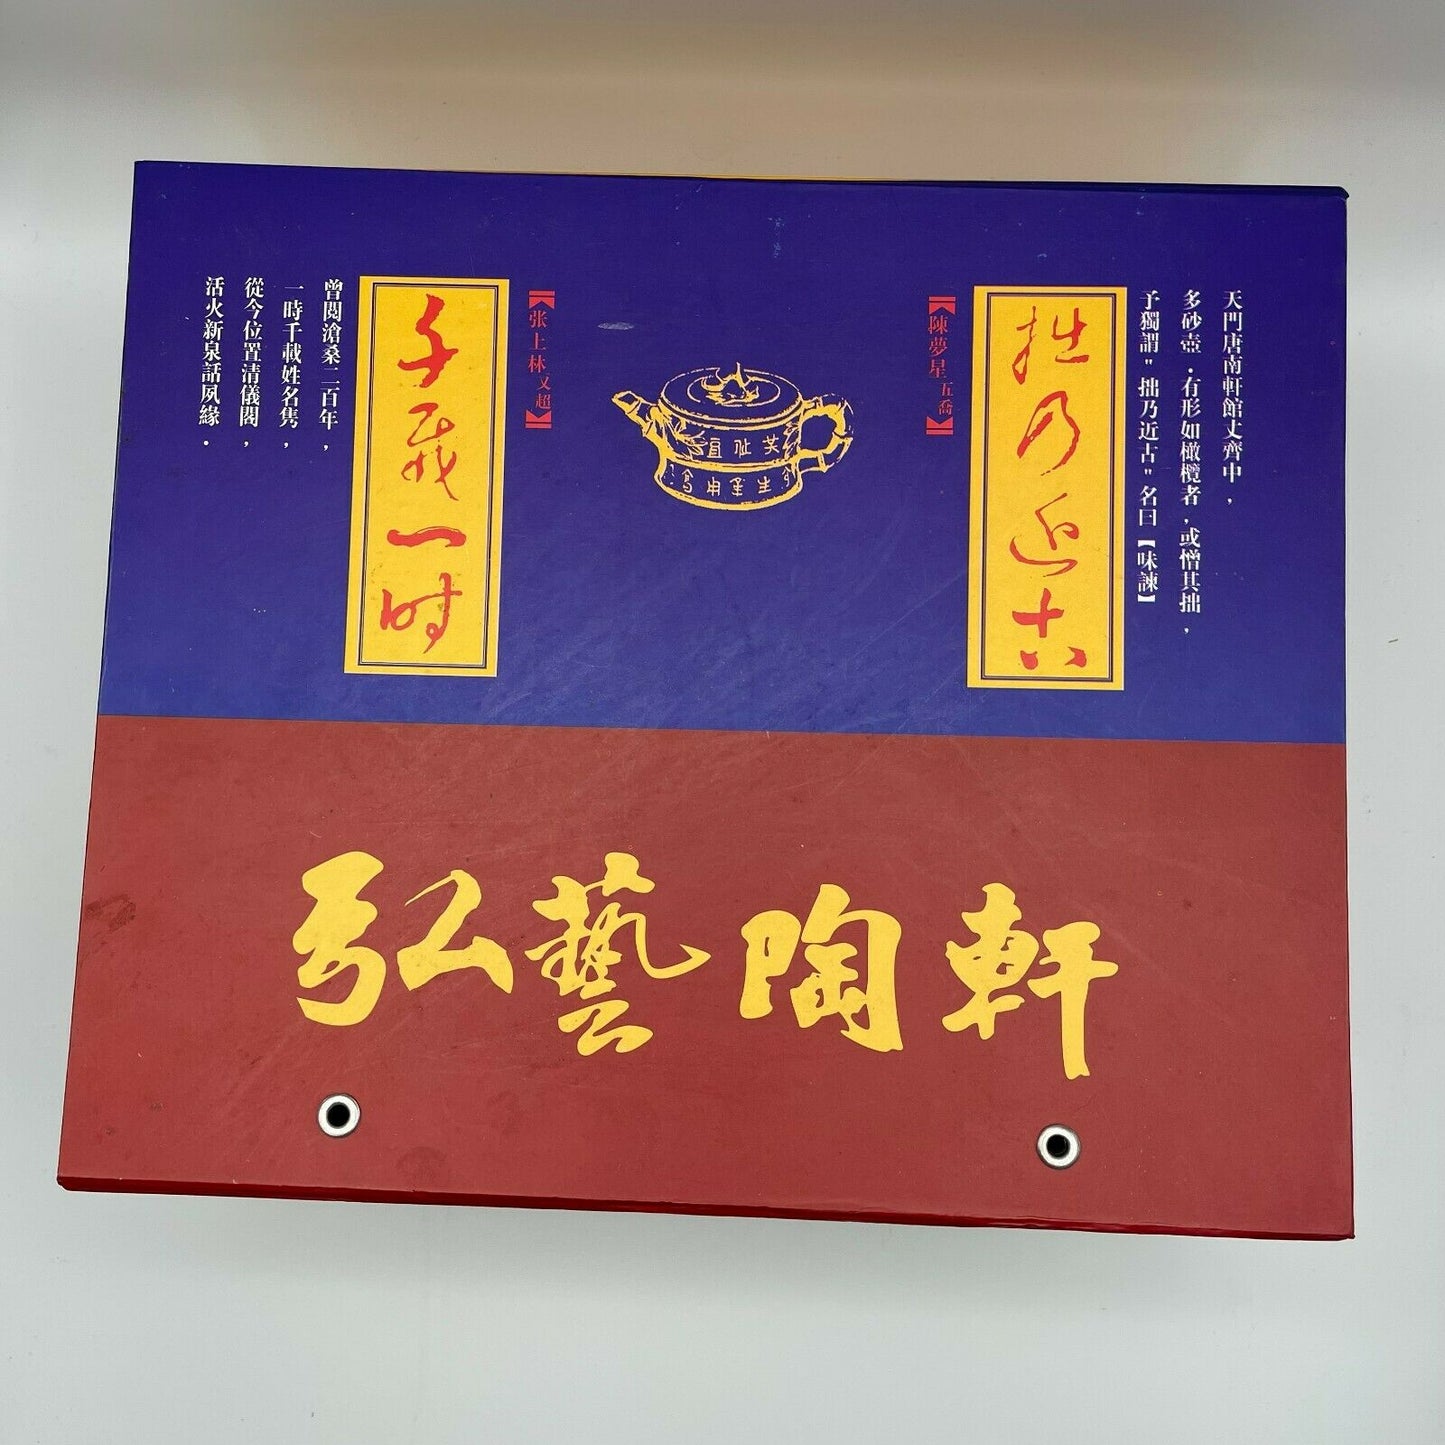 天門唐南軒館丈齊中，
多砂壺．有形如橄欖者，或憎其拙，
予獨謂"拙乃近古"名曰【味諫】
拙乃近古
【陳夢星五喬】
【张上林又超】
千載一时
曾閲滄桑二百年，
一時千載姓名隽，
從今位置清儀閣，
活火新泉話夙緣．
弘藝陶軒